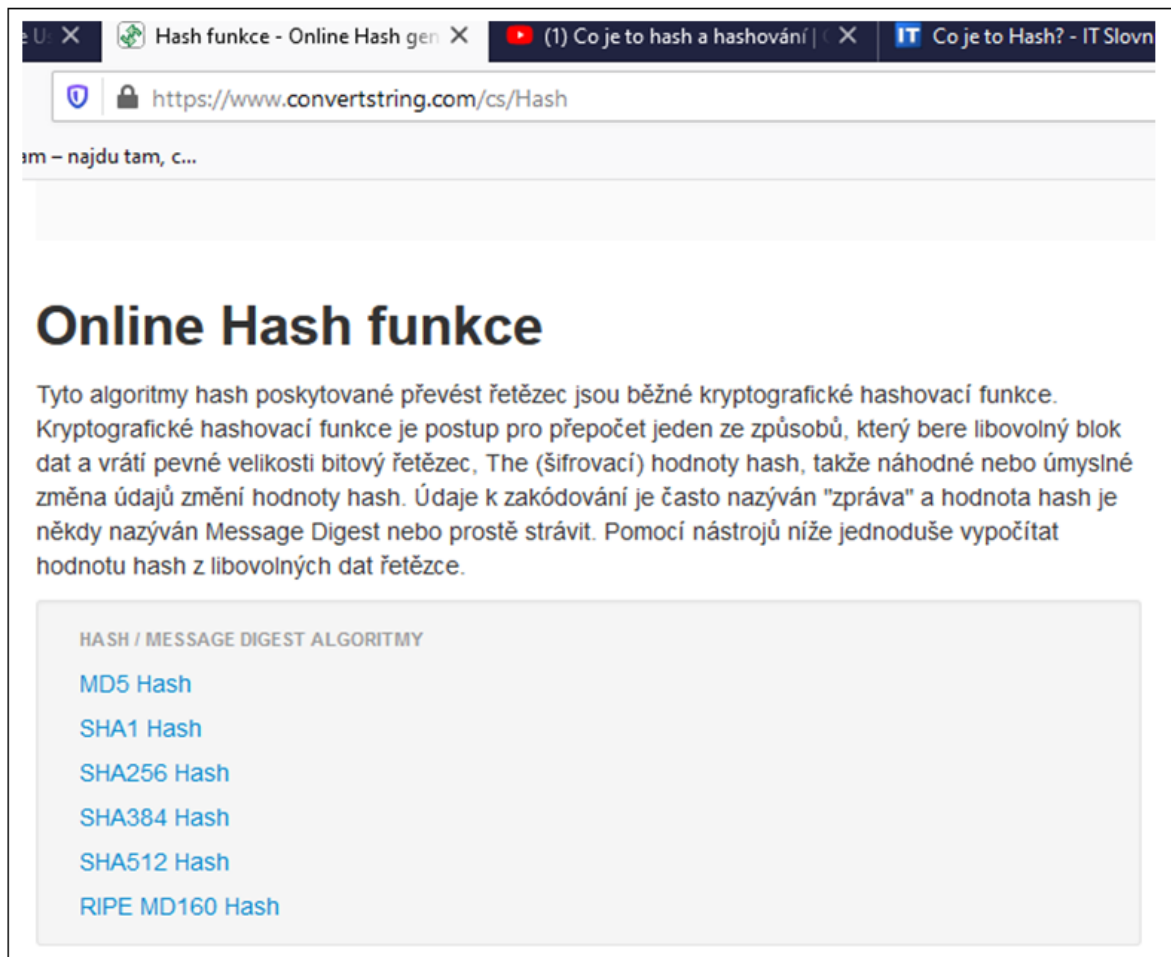 Hash funkce - Online Hash gen
(1) Co je to hash a hashování |
Co je to Hash? - IT Slovn
https://www.convertstring.com/cs/Hash
am – najdu tam, c...
Online Hash funkce
Tyto algoritmy hash poskytované převést řetězec jsou běžné kryptografické hashovací funkce.
Kryptografické hashovací funkce je postup pro přepočet jeden ze způsobů, který bere libovolný blok
dat a vrátí pevné velikosti bitový řetězec, The (šifrovací) hodnoty hash, takže náhodné nebo úmyslné
změna údajů změní hodnoty hash. Údaje k zakódování je často nazýván "zpráva" a hodnota hash je
někdy nazýván Message Digest nebo prostě strávit. Pomocí nástrojů níže jednoduše vypočítat
hodnotu hash z libovolných dat řetězce.
HASH / MESSAGE DIGEST ALGORITMY
MD5 Hash
SHA1 Hash
SHA256 Hash
SHA384 Hash
SHA512 Hash
RIPE MD160 Hash